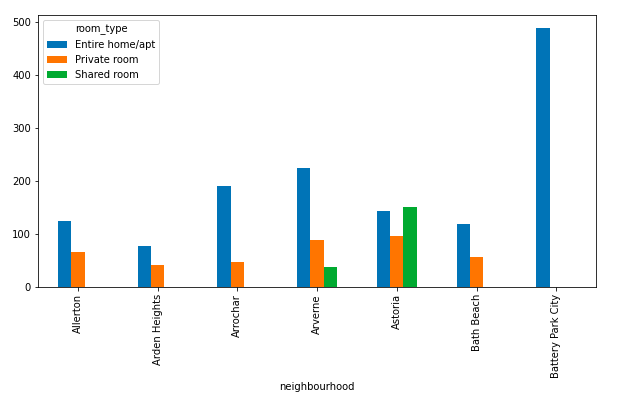 500
400
300
200
100
0
room_type
Entire home/apt
Private room
Shared room
Allerton
Arden Heights
Arrochar
Arverne
Astoria
Bath Beach
Battery Park City
neighbourhood